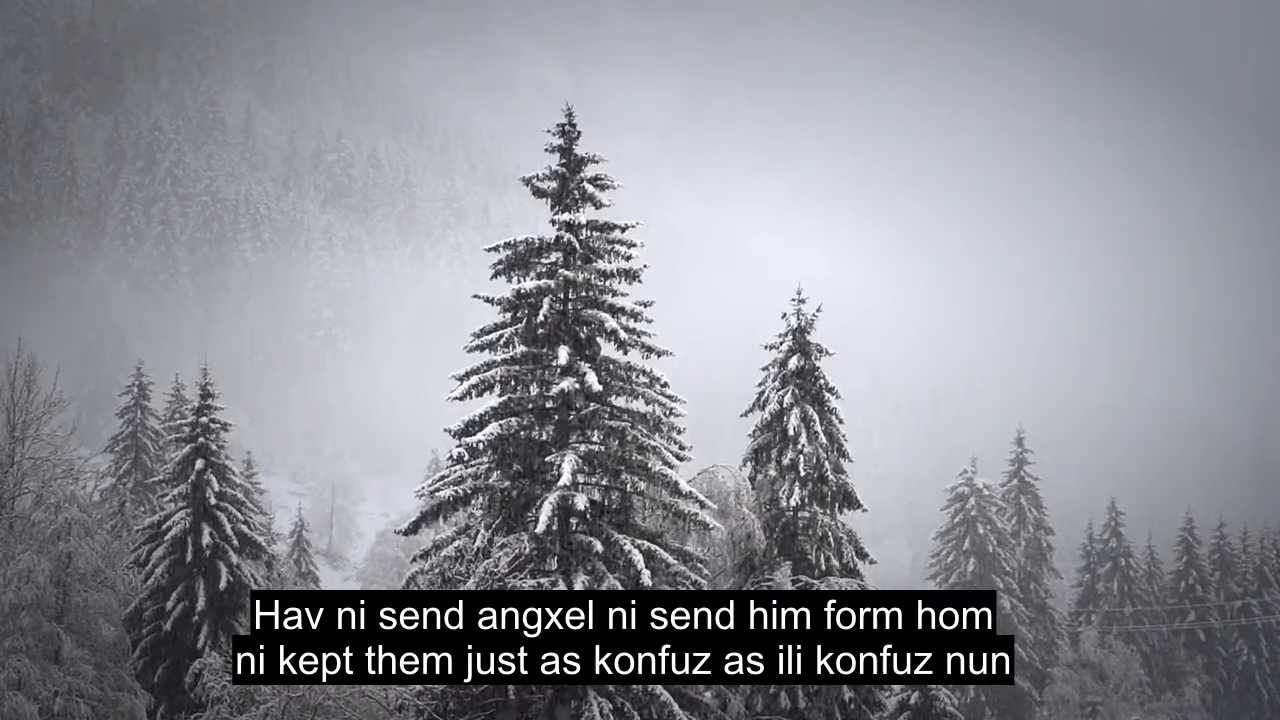 Hav ni send angxel ni send him form hom
ni kept them just as konfuz as ili konfuz nun